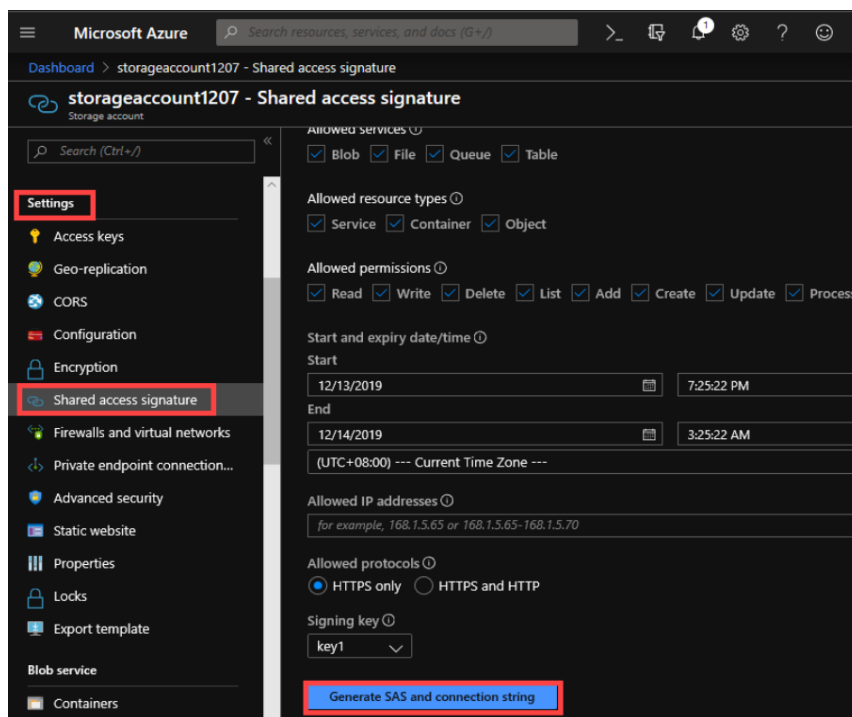 Microsoft Azure
Search resources, services, and docs (G+/)
1
Dashboard > storageaccount1207 - Shared access signature
storageaccount1207 - Shared access signature
Storage account
Search (Ctrl+/)
Settings
Access keys
Geo-replication
CORS
Configuration
Encryption
Shared access signature
Firewalls and virtual networks
Private endpoint connection...
Advanced security
Static website
Properties
Locks
Export template
Blob service
Containers
Allowed services
Blob File Queue Table
Allowed resource types
Service Container Object
Allowed permissions
Read Write Delete List Add Create Update Process
Start and expiry date/time
Start
12/13/2019 7:25:22 PM
End
12/14/2019 3:25:22 AM
(UTC+08:00) --- Current Time Zone ---
Allowed IP addresses
for example, 168.1.5.65 or 168.1.5.65-168.1.5.70
Allowed protocols
HTTPS only HTTPS and HTTP
Signing key
key1
Generate SAS and connection string